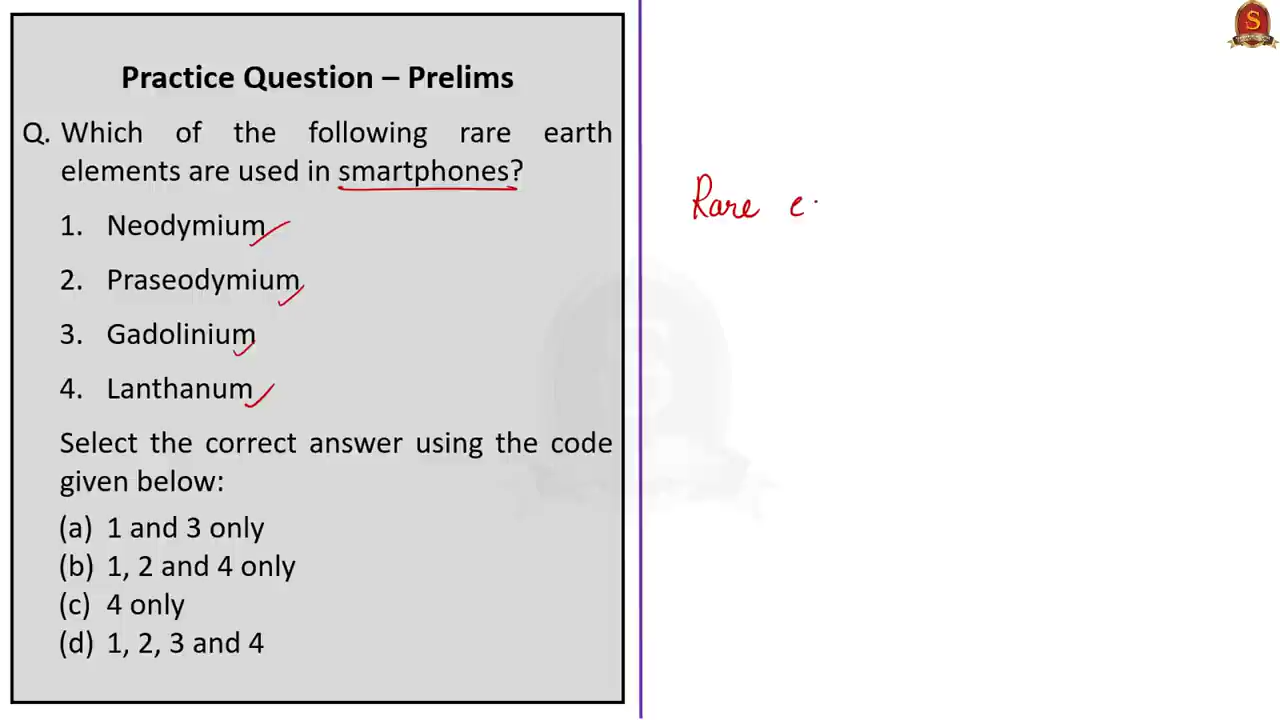 Practice Question – Prelims
Q. Which of the following rare earth
elements are used in smartphones?
1. Neodymium
2. Praseodymium
3. Gadolinium
4. Lanthanum
Select the correct answer using the code
given below:
(a) 1 and 3 only
(b) 1, 2 and 4 only
(c) 4 only
(d) 1, 2, 3 and 4
Rare e
S